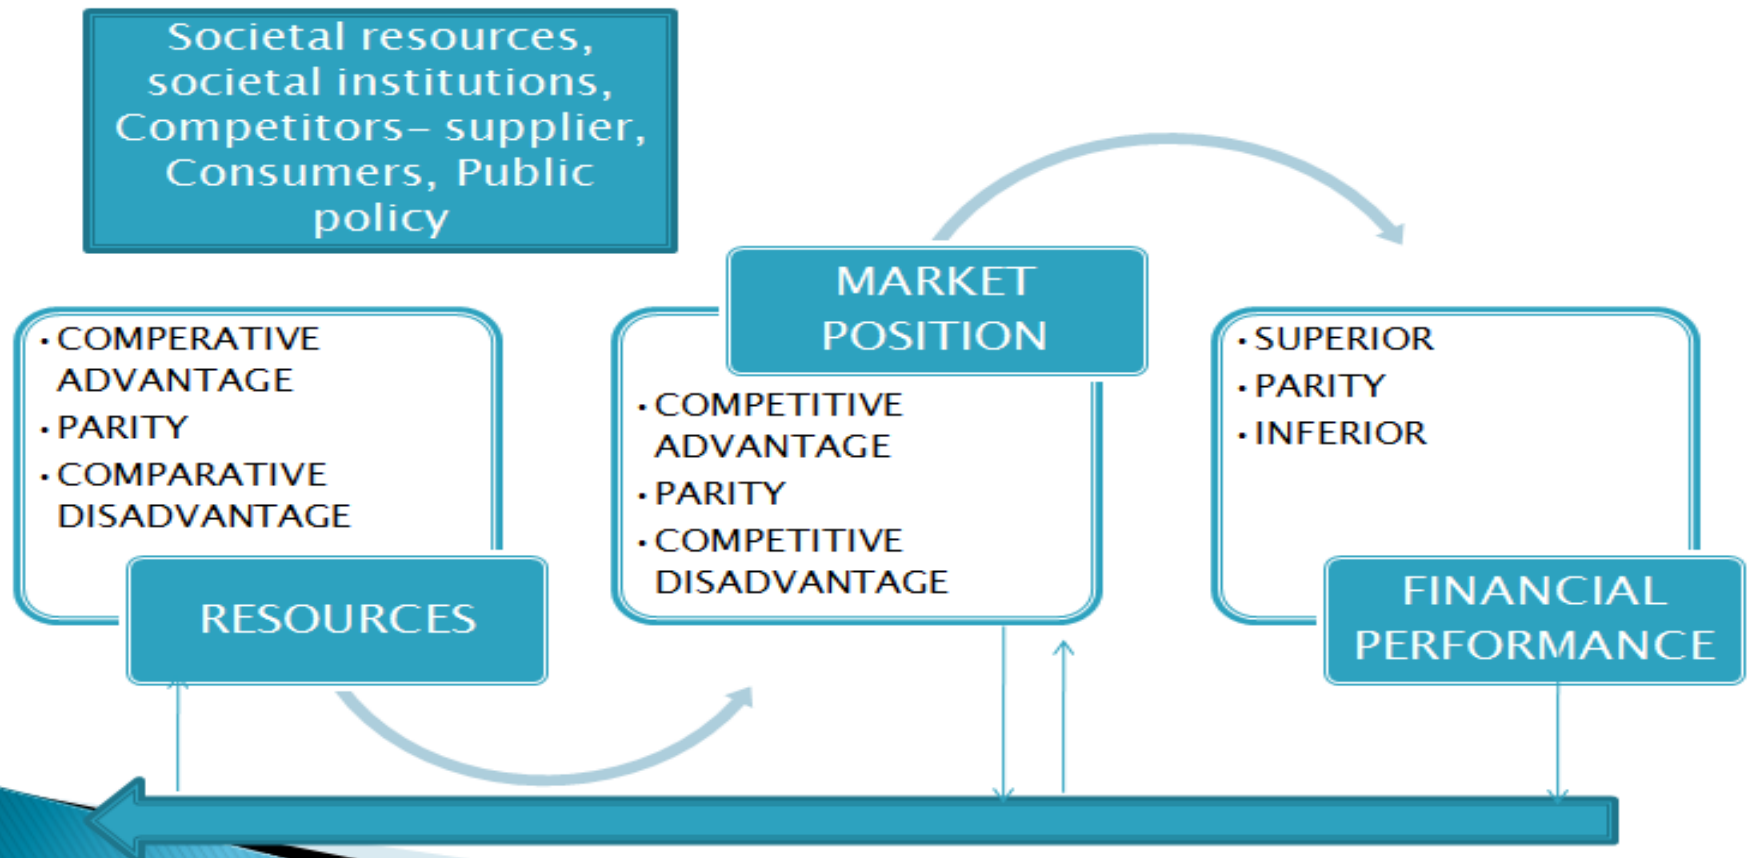 Societal resources,
societal institutions,
Competitors- supplier,
Consumers, Public
policy
• COMPERATIVE
ADVANTAGE
• PARITY
• COMPARATIVE
DISADVANTAGE
RESOURCES
MARKET
POSITION
• COMPETITIVE
ADVANTAGE
• PARITY
• COMPETITIVE
DISADVANTAGE
• SUPERIOR
• PARITY
• INFERIOR
FINANCIAL
PERFORMANCE